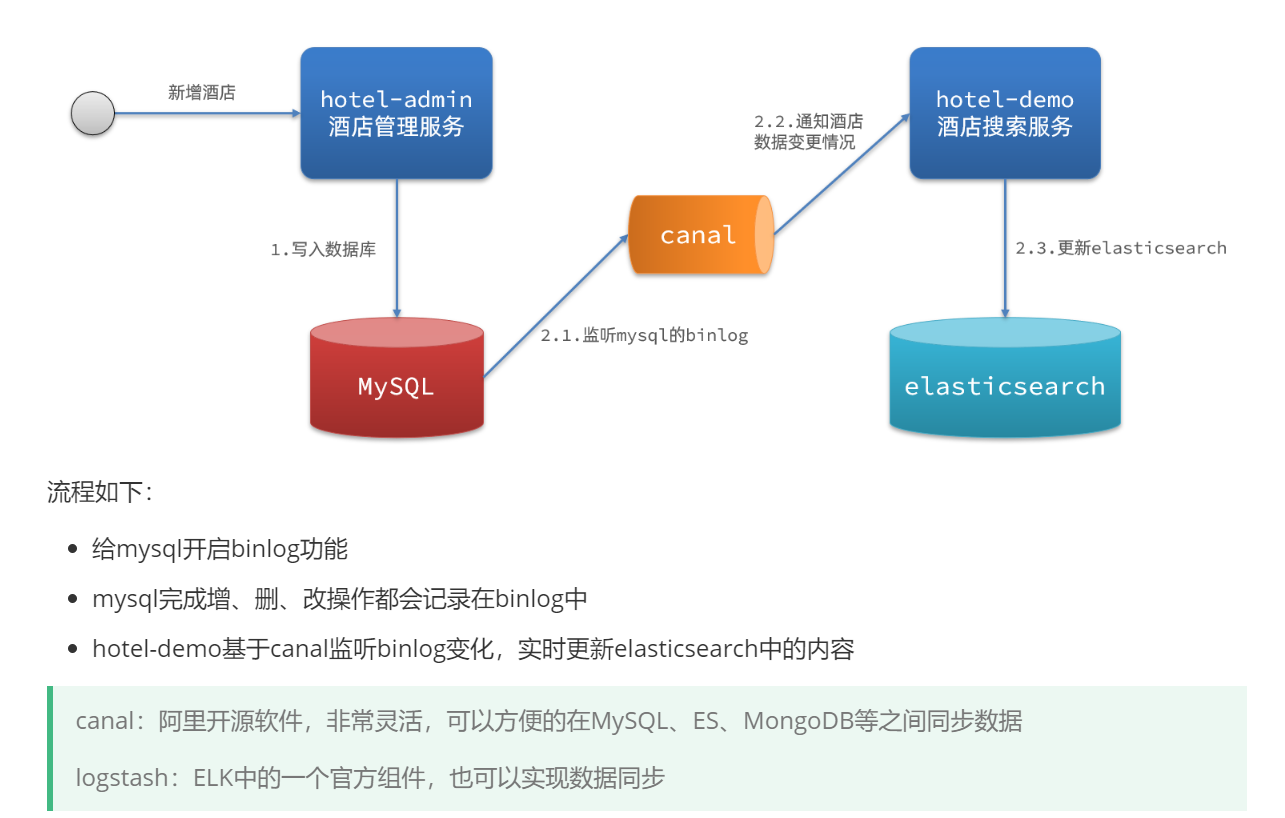 新增酒店
hotel-admin
酒店管理服务
hotel-demo
酒店搜索服务
2.2.通知酒店
数据变更情况
canal
1.写入数据库
2.3.更新elasticsearch
2.1.监听mysql的binlog
MySQL
elasticsearch
流程如下：
给mysql开启binlog功能
mysql完成增、删、改操作都会记录在binlog中
hotel-demo基于canal监听binlog变化，实时更新elasticsearch中的内容
canal：阿里开源软件，非常灵活，可以方便的在MySQL、ES、MongoDB等之间同步数据
logstash：ELK中的一个官方组件，也可以实现数据同步